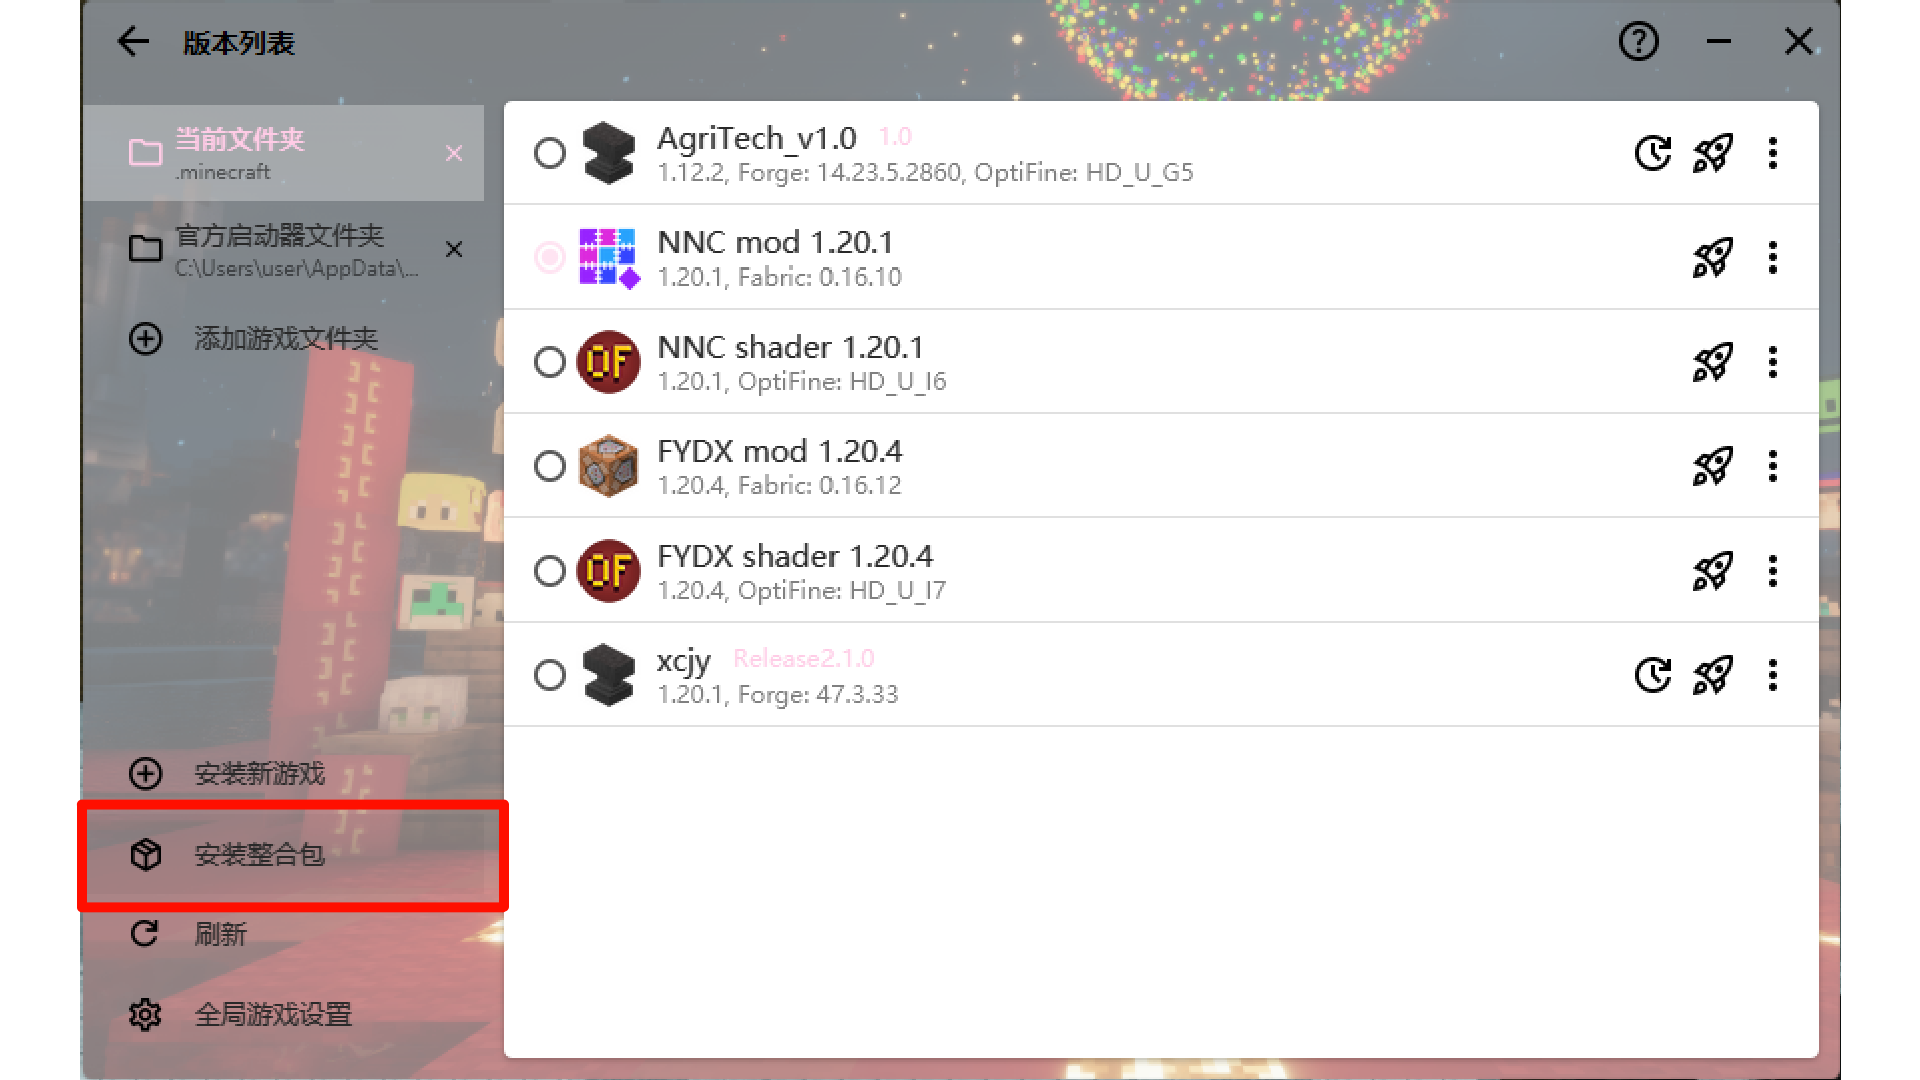 版本列表
当前文件夹
.minecraft
官方启动器文件夹
C:\Users\user\AppData\...
添加游戏文件夹
安装新游戏
安装整合包
刷新
全局游戏设置
AgriTech_v1.0 1.0
1.12.2, Forge: 14.23.5.2860, OptiFine: HD_U_G5
NNC mod 1.20.1
1.20.1, Fabric: 0.16.10
OF
NNC shader 1.20.1
1.20.1, OptiFine: HD_U_I6
FYDX mod 1.20.4
1.20.4, Fabric: 0.16.12
OF
FYDX shader 1.20.4
1.20.4, OptiFine: HD_U_I7
xcjy Release2.1.0
1.20.1, Forge: 47.3.33